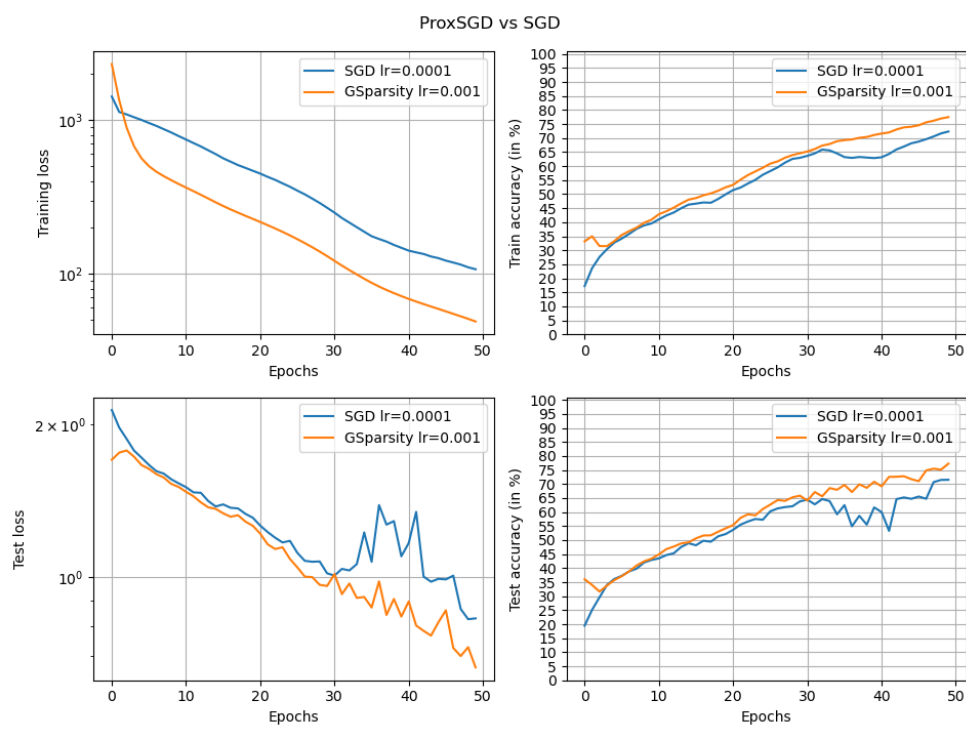 ProxSGD vs SGD
Training loss
10³
10²
SGD lr=0.0001
GSparsity lr=0.001
0 10 20 30 40 50
Epochs
Train accuracy (in %)
100
95
90
85
80
75
70
65
60
55
50
45
40
35
30
25
20
15
10
5
0
SGD lr=0.0001
GSparsity lr=0.001
0 10 20 30 40 50
Epochs
Test loss
2 × 10⁰
10⁰
SGD lr=0.0001
GSparsity lr=0.001
0 10 20 30 40 50
Epochs
Test accuracy (in %)
100
95
90
85
80
75
70
65
60
55
50
45
40
35
30
25
20
15
10
5
0
SGD lr=0.0001
GSparsity lr=0.001
0 10 20 30 40 50
Epochs